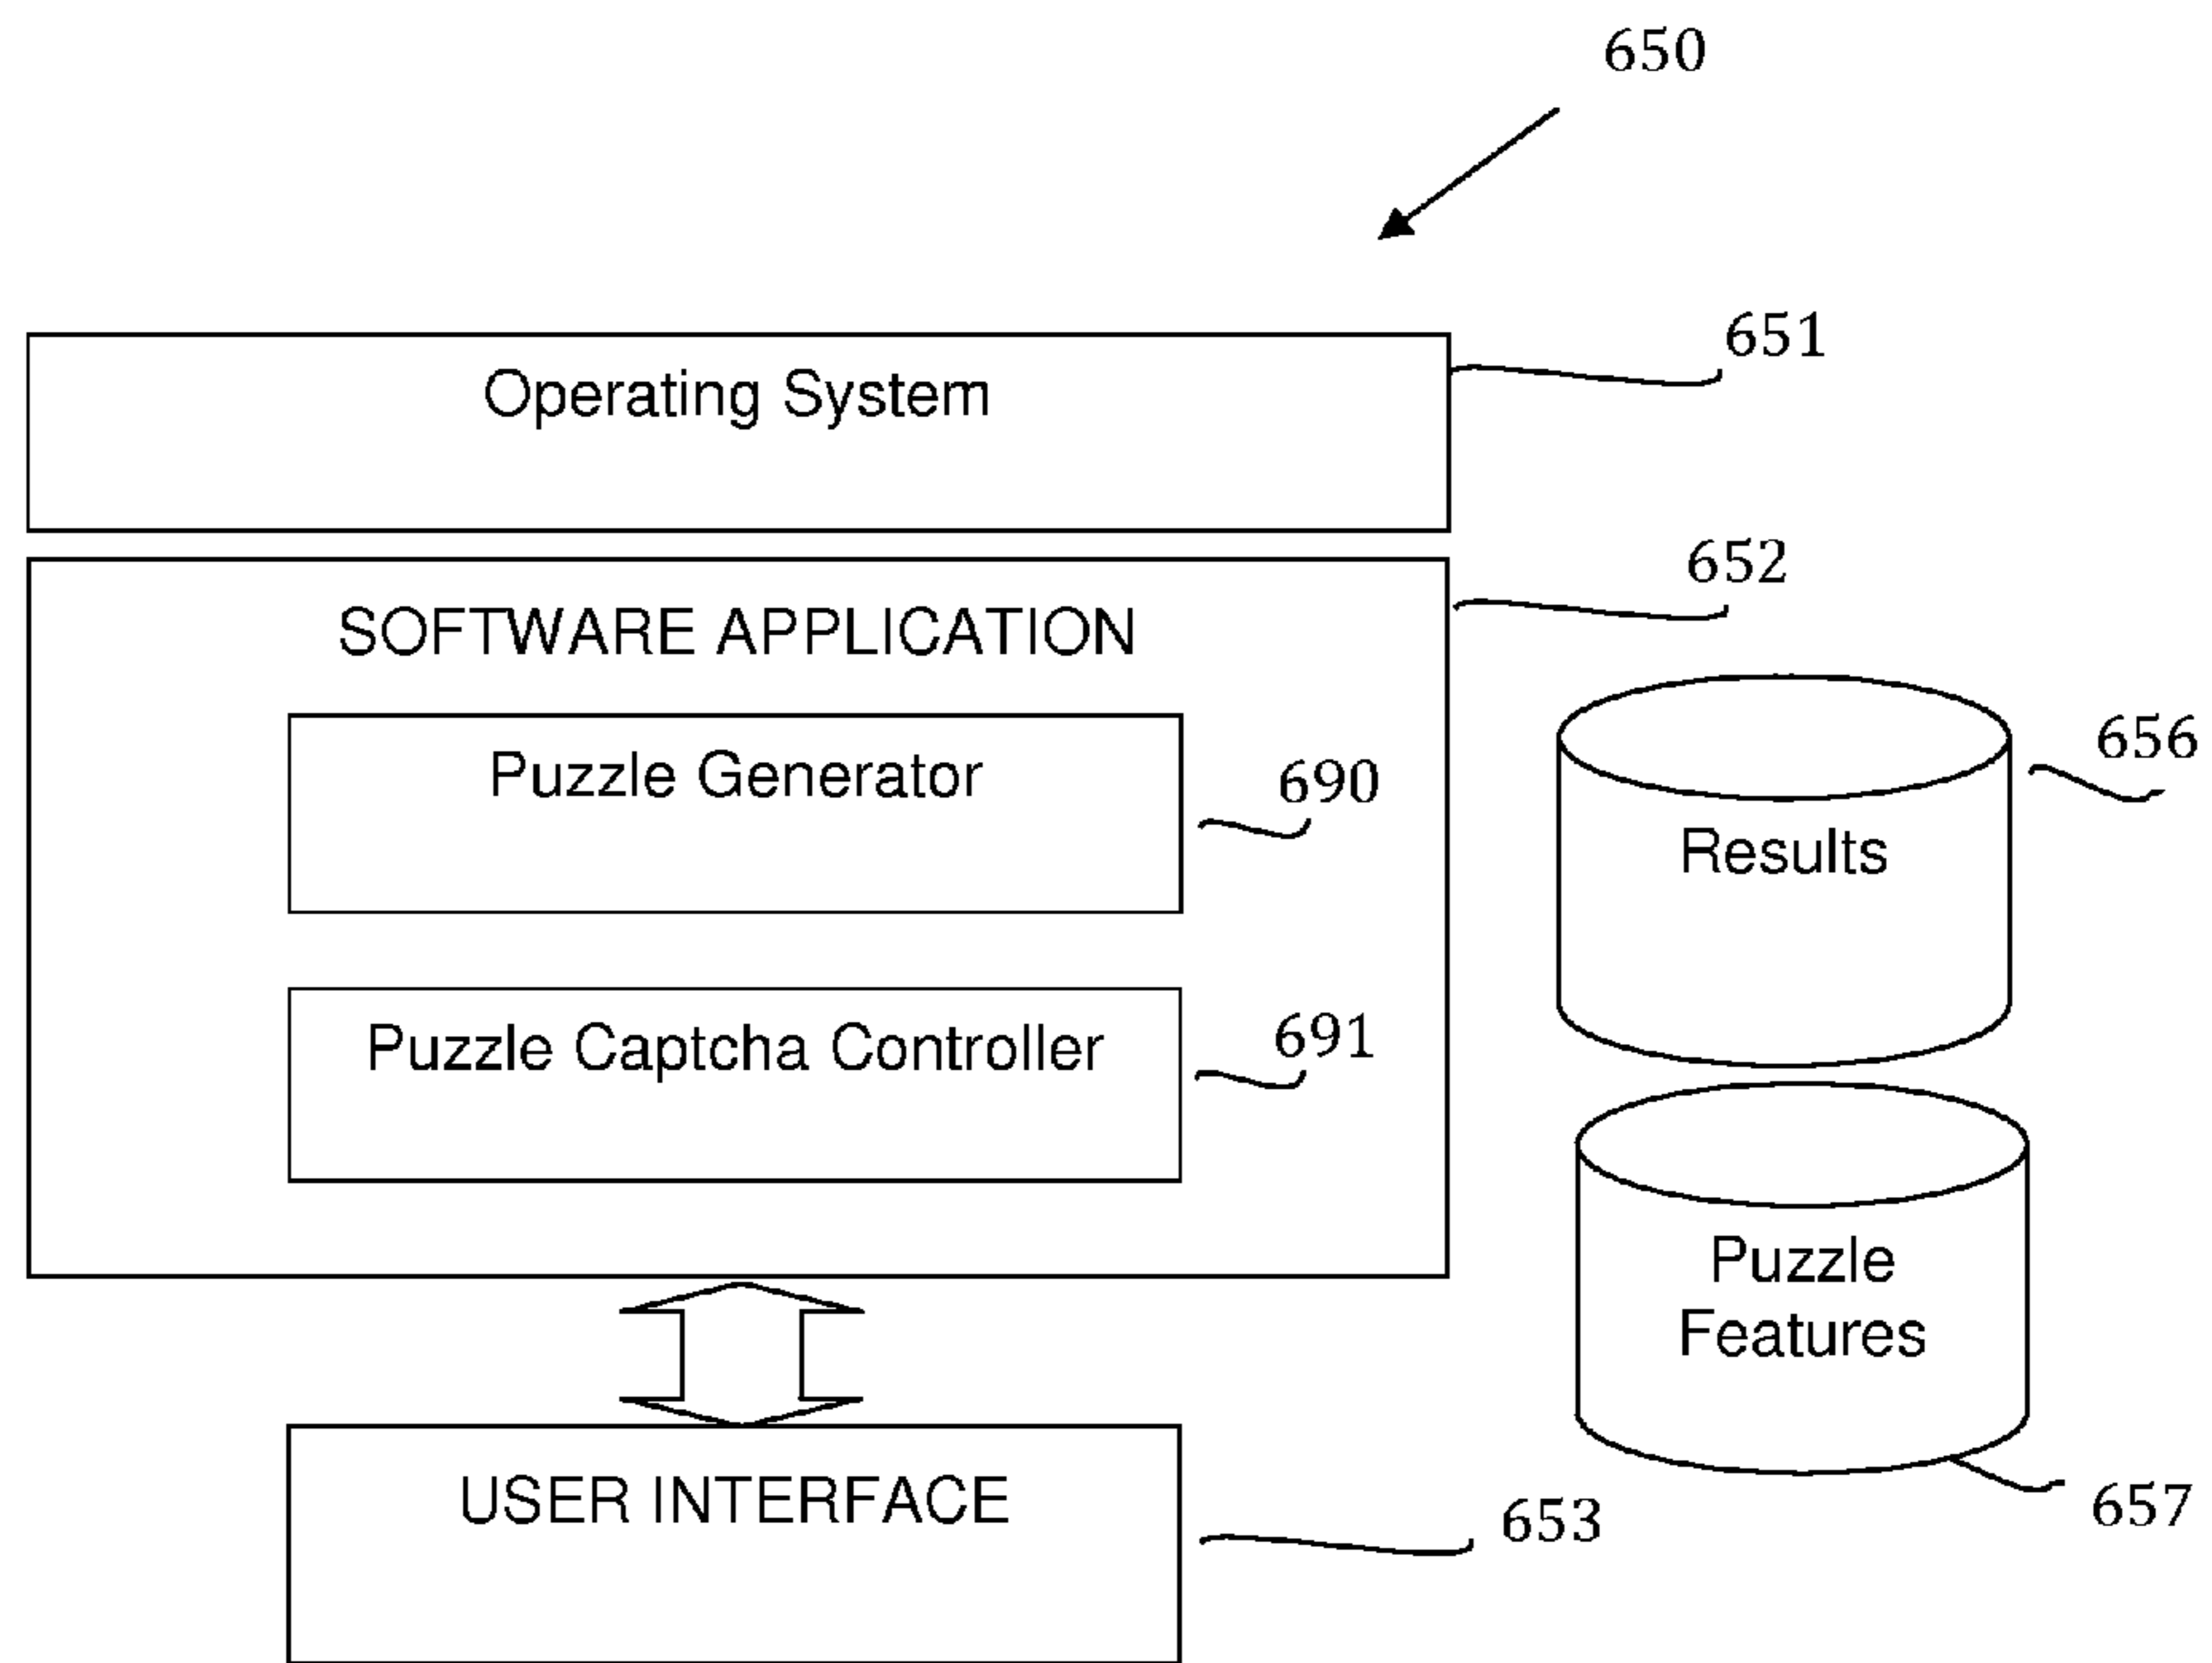 650
651
Operating System
652
SOFTWARE APPLICATION
Puzzle Generator
690
656
Results
Puzzle Captcha Controller
691
Puzzle
Features
USER INTERFACE
653
657